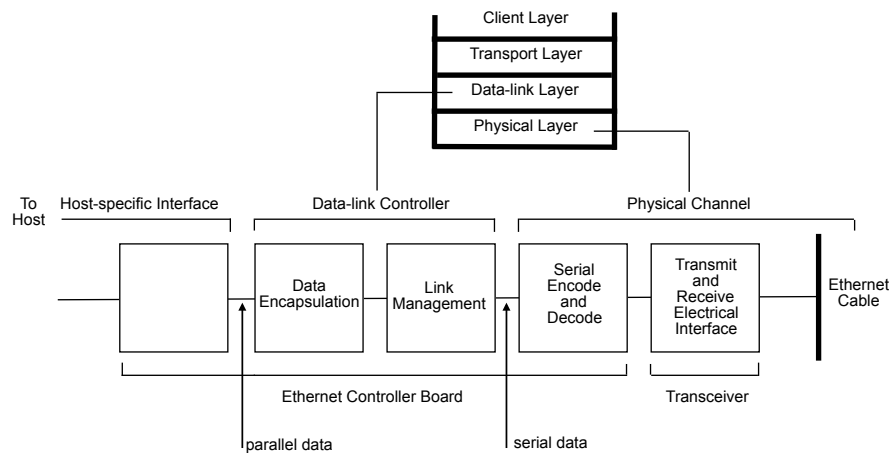 Client Layer
Transport Layer
Data-link Layer
Physical Layer
To
Host
Host-specific Interface
Data-link Controller
Physical Channel
Data
Encapsulation
Link
Management
Serial
Encode
and
Decode
Transmit
and
Receive
Electrical
Interface
Ethernet
Cable
Ethernet Controller Board
Transceiver
parallel data
serial data